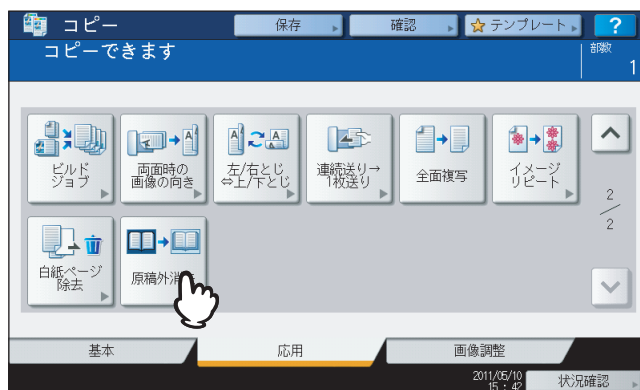 コピー
保存
確認
テンプレート
?
コピーできます
部数
1
ビルド
ジョブ
両面時の
画像の向き
左/右とじ
⇔上/下とじ
連続送り→
1枚送り
全面複写
イメージ
リピート
2
2
白紙ページ
除去
原稿外消
基本
応用
画像調整
2011/05/10
15 : 42
状況確認